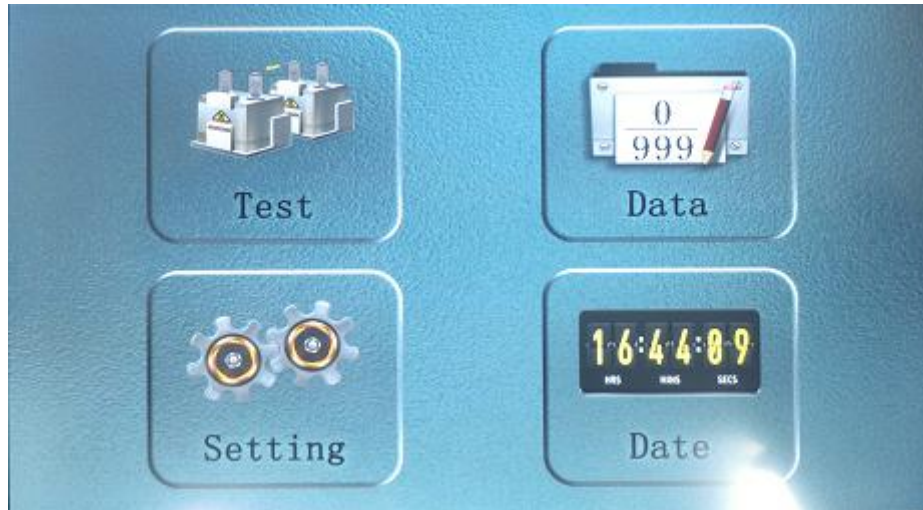 Test
0
999
Data
Setting
16:44:09
HRS MINS SECS
Date